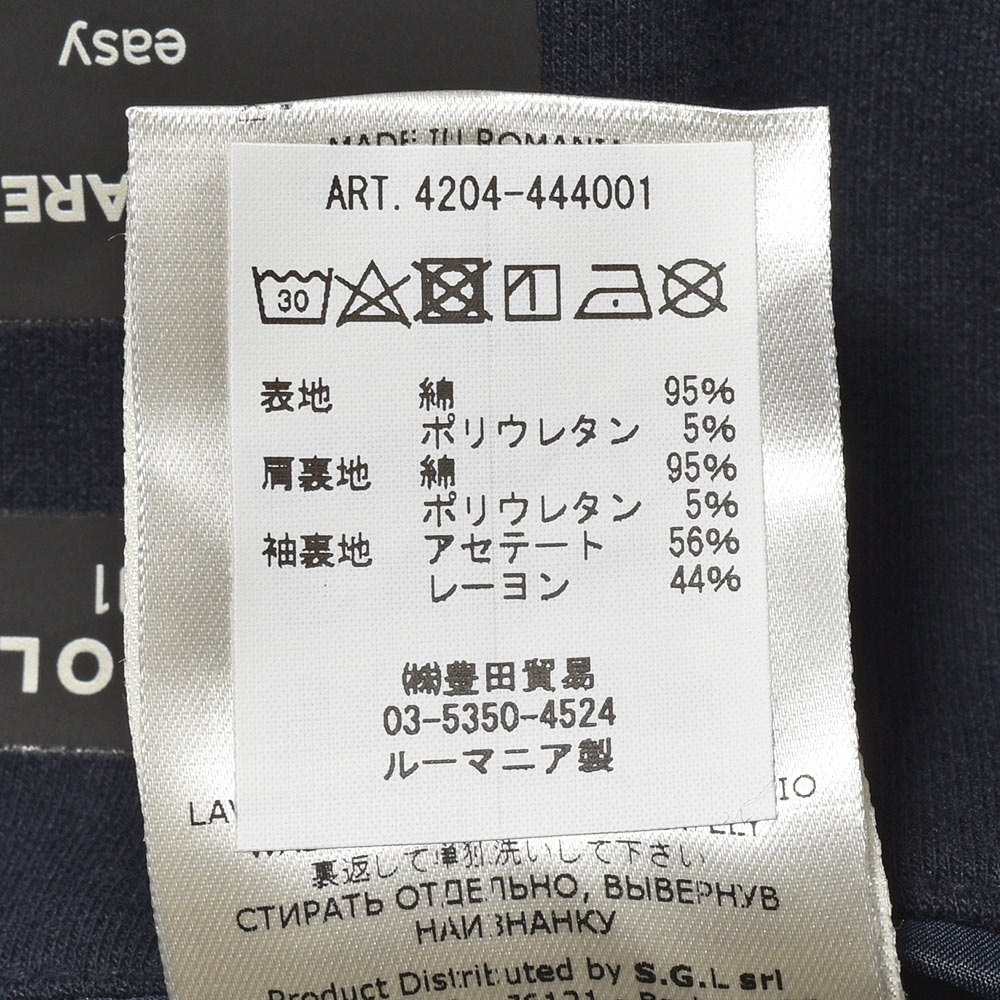 easy
MADE IN ROMANIA
ART. 4204-444001
30
1
表地 綿 95%
ポリウレタン 5%
肩裏地 綿 95%
ポリウレタン 5%
袖裏地 アセテート 56%
レーヨン 44%
㈱豊田貿易
03-5350-4524
ルーマニア製
裏返して単独洗いして下さい
СТИРАТЬ ОТДЕЛЬНО, ВЫВЕРНУВ
НАИЗНАНКУ
Product Distributed by S.G.I. srl